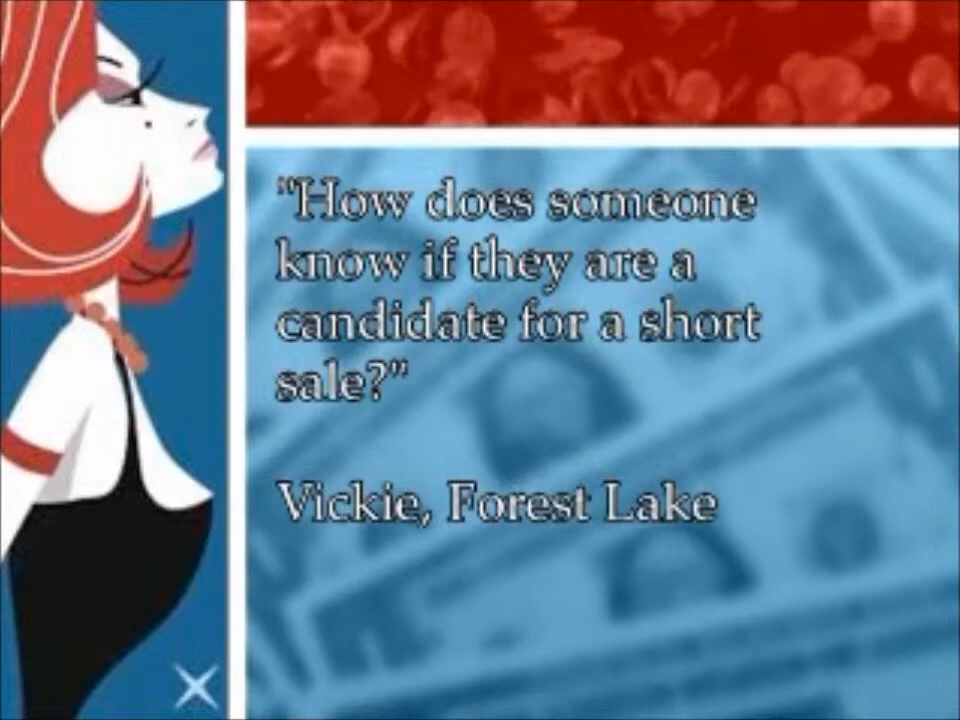 "How does someone
know if they are a
candidate for a short
sale?"
Vickie, Forest Lake